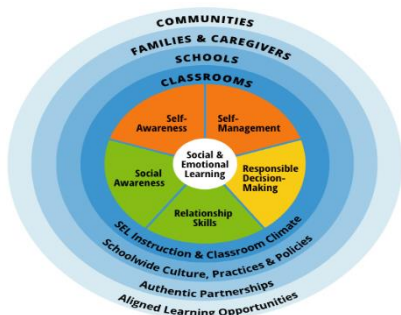 COMMUNITIES
FAMILIES & CAREGIVERS
SCHOOLS
CLASSROOMS
Self-
Awareness
Self-
Management
Social &
Emotional
Learning
Social
Awareness
Responsible
Decision-
Making
Relationship
Skills
SEL Instruction & Classroom Climate
Schoolwide Culture, Practices & Policies
Authentic Partnerships
Aligned Learning Opportunities